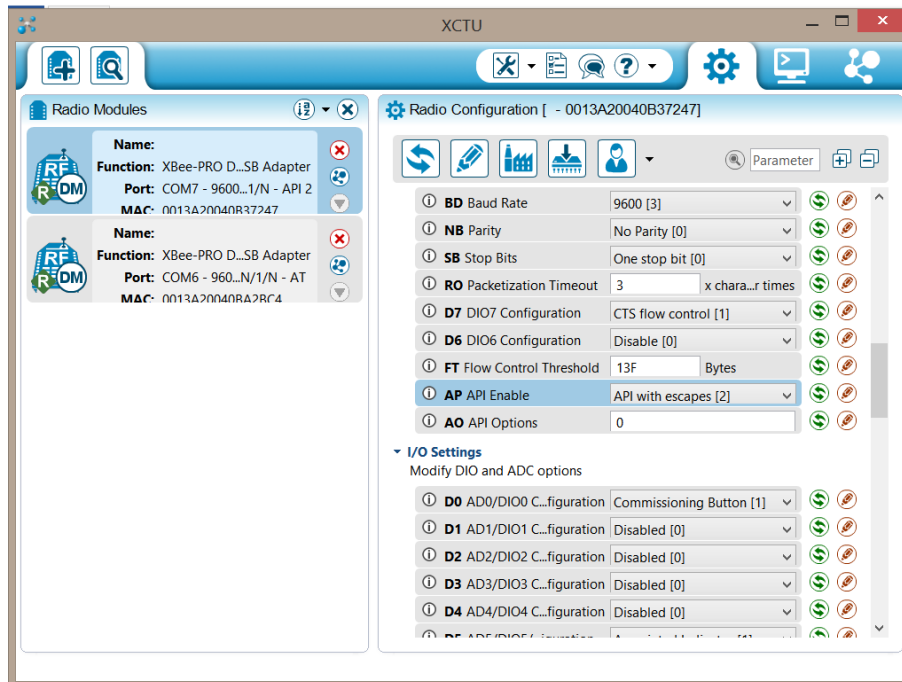 XCTU
Radio Modules
Name:
Function: XBee-PRO D...SB Adapter
Port: COM7 - 9600...1/N - API 2
MAC: 0013A20040B37247
Name:
Function: XBee-PRO D...SB Adapter
Port: COM6 - 960...N/1/N - AT
MAC: 0013A20040BA2BC4
Radio Configuration [ - 0013A20040B37247]
Parameter
BD Baud Rate 9600 [3]
NB Parity No Parity [0]
SB Stop Bits One stop bit [0]
RO Packetization Timeout 3 x chara...r times
D7 DIO7 Configuration CTS flow control [1]
D6 DIO6 Configuration Disable [0]
FT Flow Control Threshold 13F Bytes
AP API Enable API with escapes [2]
AO API Options 0
I/O Settings
Modify DIO and ADC options
D0 AD0/DIO0 C...figuration Commissioning Button [1]
D1 AD1/DIO1 C...figuration Disabled [0]
D2 AD2/DIO2 C...figuration Disabled [0]
D3 AD3/DIO3 C...figuration Disabled [0]
D4 AD4/DIO4 C...figuration Disabled [0]